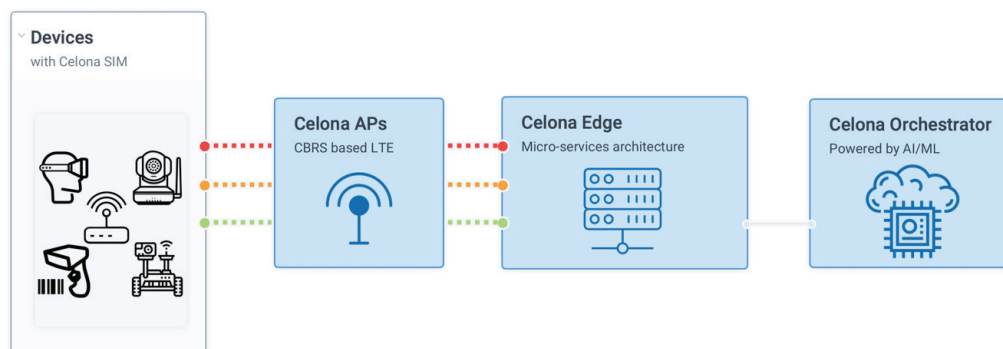 Devices
with Celona SIM
Celona APs
CBRS based LTE
Celona Edge
Micro-services architecture
Celona Orchestrator
Powered by AI/ML